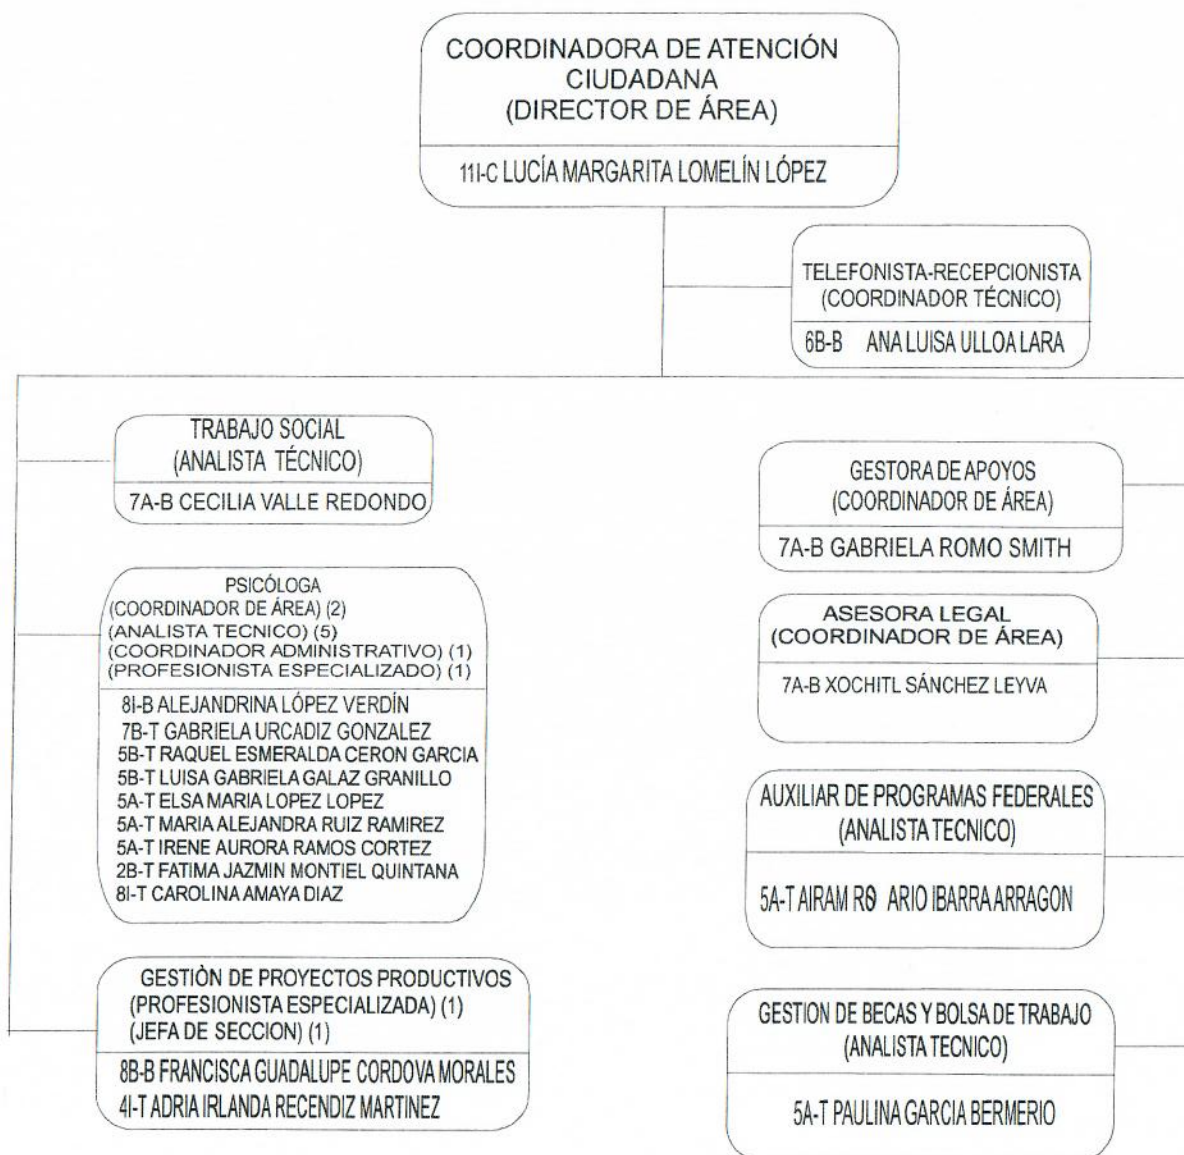 COORDINADORA DE ATENCIÓN
CIUDADANA
(DIRECTOR DE ÁREA)
11I-C LUCÍA MARGARITA LOMELÍN LÓPEZ
TELEFONISTA-RECEPCIONISTA
(COORDINADOR TÉCNICO)
6B-B ANA LUISA ULLOA LARA
TRABAJO SOCIAL
(ANALISTA TÉCNICO)
7A-B CECILIA VALLE REDONDO
PSICÓLOGA
(COORDINADOR DE ÁREA) (2)
(ANALISTA TECNICO) (5)
(COORDINADOR ADMINISTRATIVO) (1)
(PROFESIONISTA ESPECIALIZADO) (1)
8I-B ALEJANDRINA LÓPEZ VERDÍN
7B-T GABRIELA URCADIZ GONZALEZ
5B-T RAQUEL ESMERALDA CERON GARCIA
5B-T LUISA GABRIELA GALAZ GRANILLO
5A-T ELSA MARIA LOPEZ LOPEZ
5A-T MARIA ALEJANDRA RUIZ RAMIREZ
5A-T IRENE AURORA RAMOS CORTEZ
2B-T FATIMA JAZMIN MONTIEL QUINTANA
8I-T CAROLINA AMAYA DIAZ
GESTIÒN DE PROYECTOS PRODUCTIVOS
(PROFESIONISTA ESPECIALIZADA) (1)
(JEFA DE SECCION) (1)
8B-B FRANCISCA GUADALUPE CORDOVA MORALES
4I-T ADRIA IRLANDA RECENDIZ MARTINEZ
GESTORA DE APOYOS
(COORDINADOR DE ÁREA)
7A-B GABRIELA ROMO SMITH
ASESORA LEGAL
(COORDINADOR DE ÁREA)
7A-B XOCHITL SÁNCHEZ LEYVA
AUXILIAR DE PROGRAMAS FEDERALES
(ANALISTA TECNICO)
5A-T AIRAM ARIO IBARRA ARRAGON
GESTION DE BECAS Y BOLSA DE TRABAJO
(ANALISTA TECNICO)
5A-T PAULINA GARCIA BERMERIO